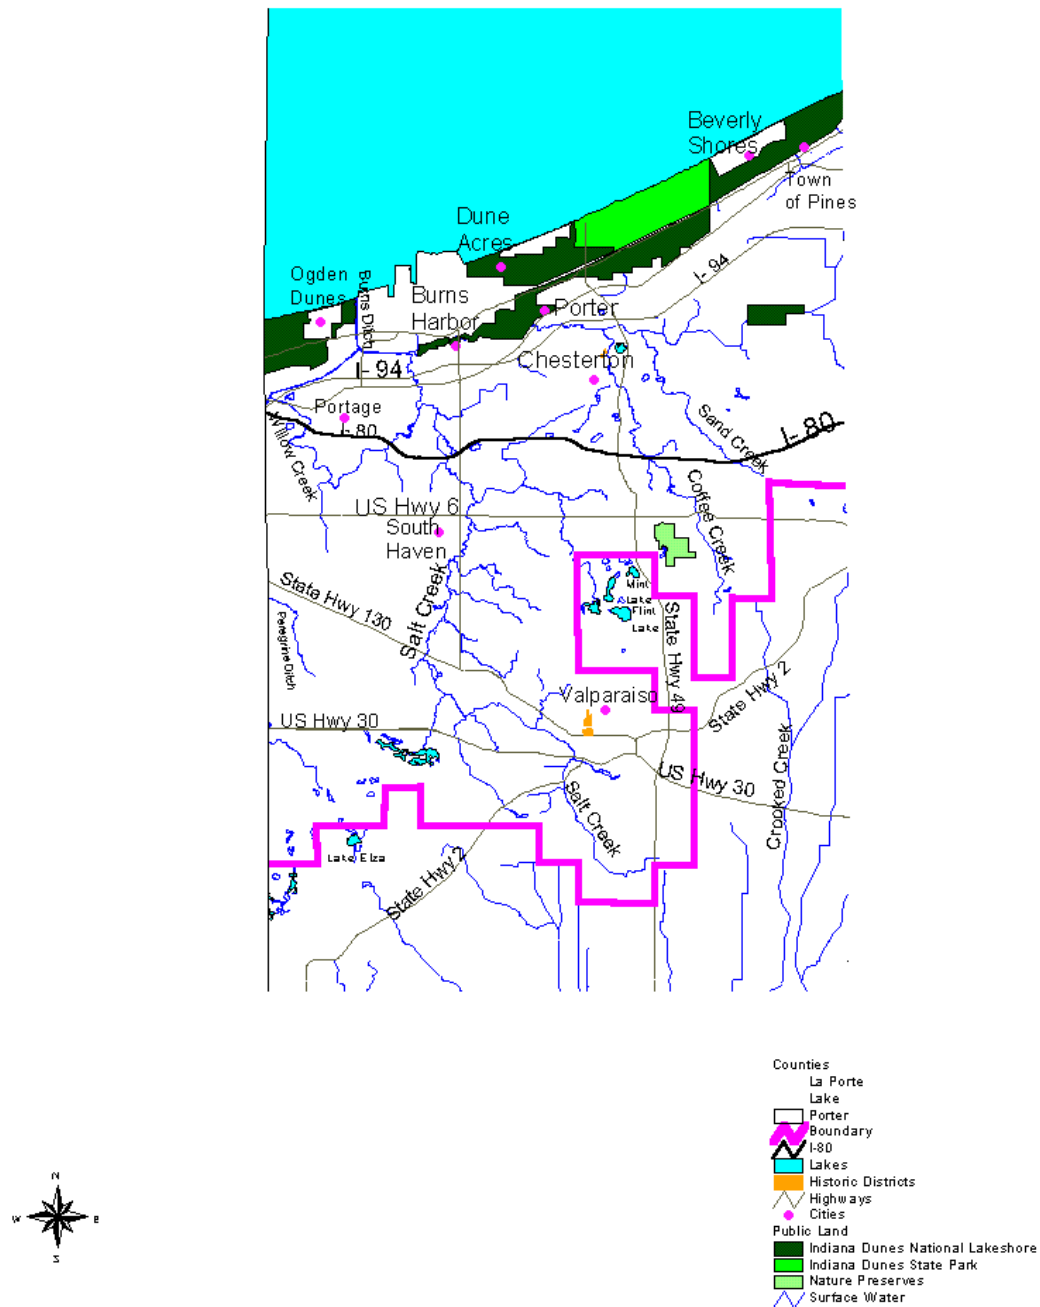 Beverly
Shores
Town
of Pines
Dune
Acres
I- 94
Ogden
Dunes
Burns Ditch
Burns
Harbor
Porter
Chesterton
I- 94
Portage
I- 80
Willow Creek
Sand Creek
I- 80
Coffee Creek
US Hwy 6
South
Haven
Mint
Lake
Flint
Lake
State Hwy 130
Salt Creek
Peregrine Ditch
State Hwy 49
State Hwy 2
Valparaiso
US Hwy 30
US Hwy 30
Crooked Creek
Salt Creek
Lake Eliza
State Hwy 2
Counties
La Porte
Lake
Porter
Boundary
I-80
Lakes
Historic Districts
Highways
Cities
Public Land
Indiana Dunes National Lakeshore
Indiana Dunes State Park
Nature Preserves
Surface Water
N
W
E
S